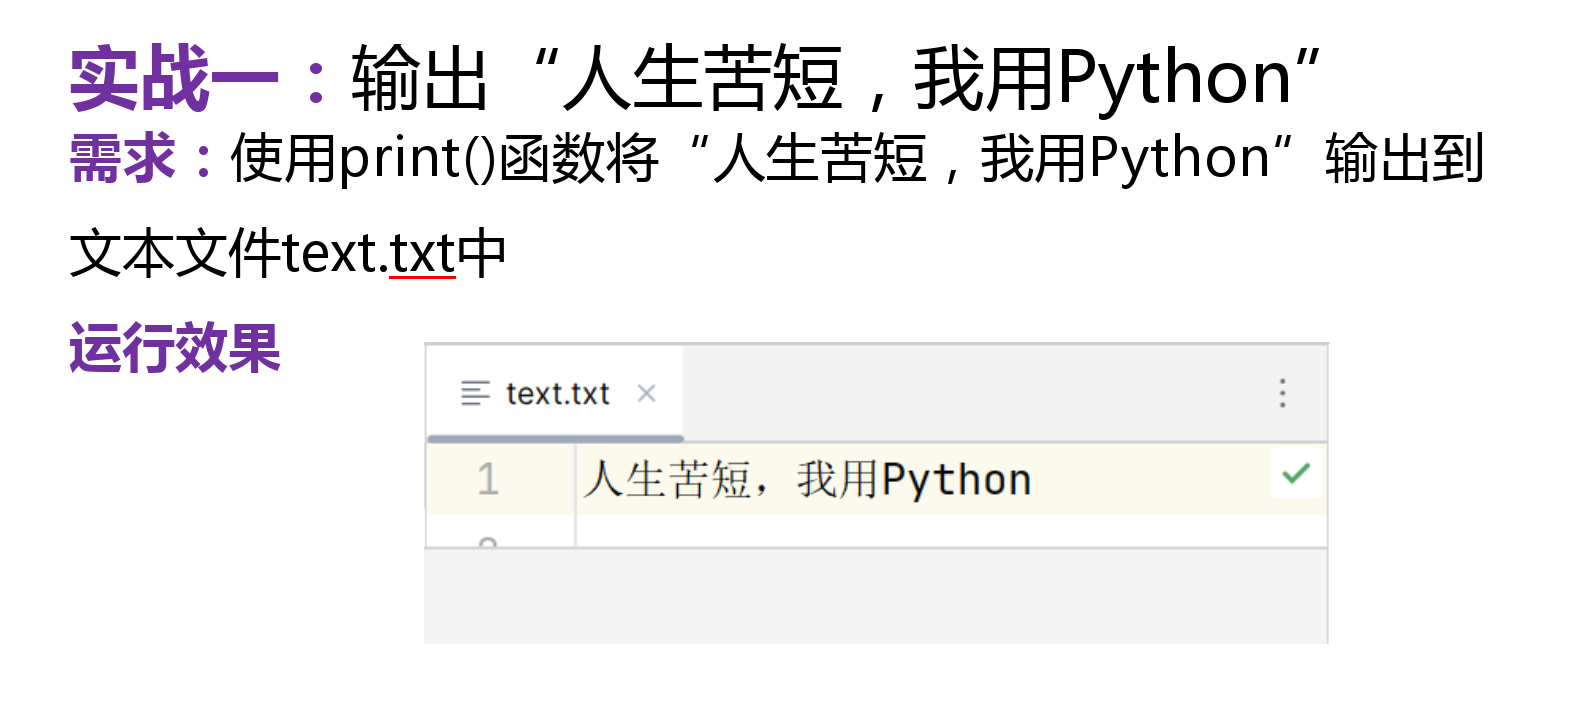 实战一：输出“人生苦短，我用Python”
需求：使用print()函数将“人生苦短，我用Python”输出到
文本文件text.txt中
运行效果
text.txt
1 人生苦短，我用Python